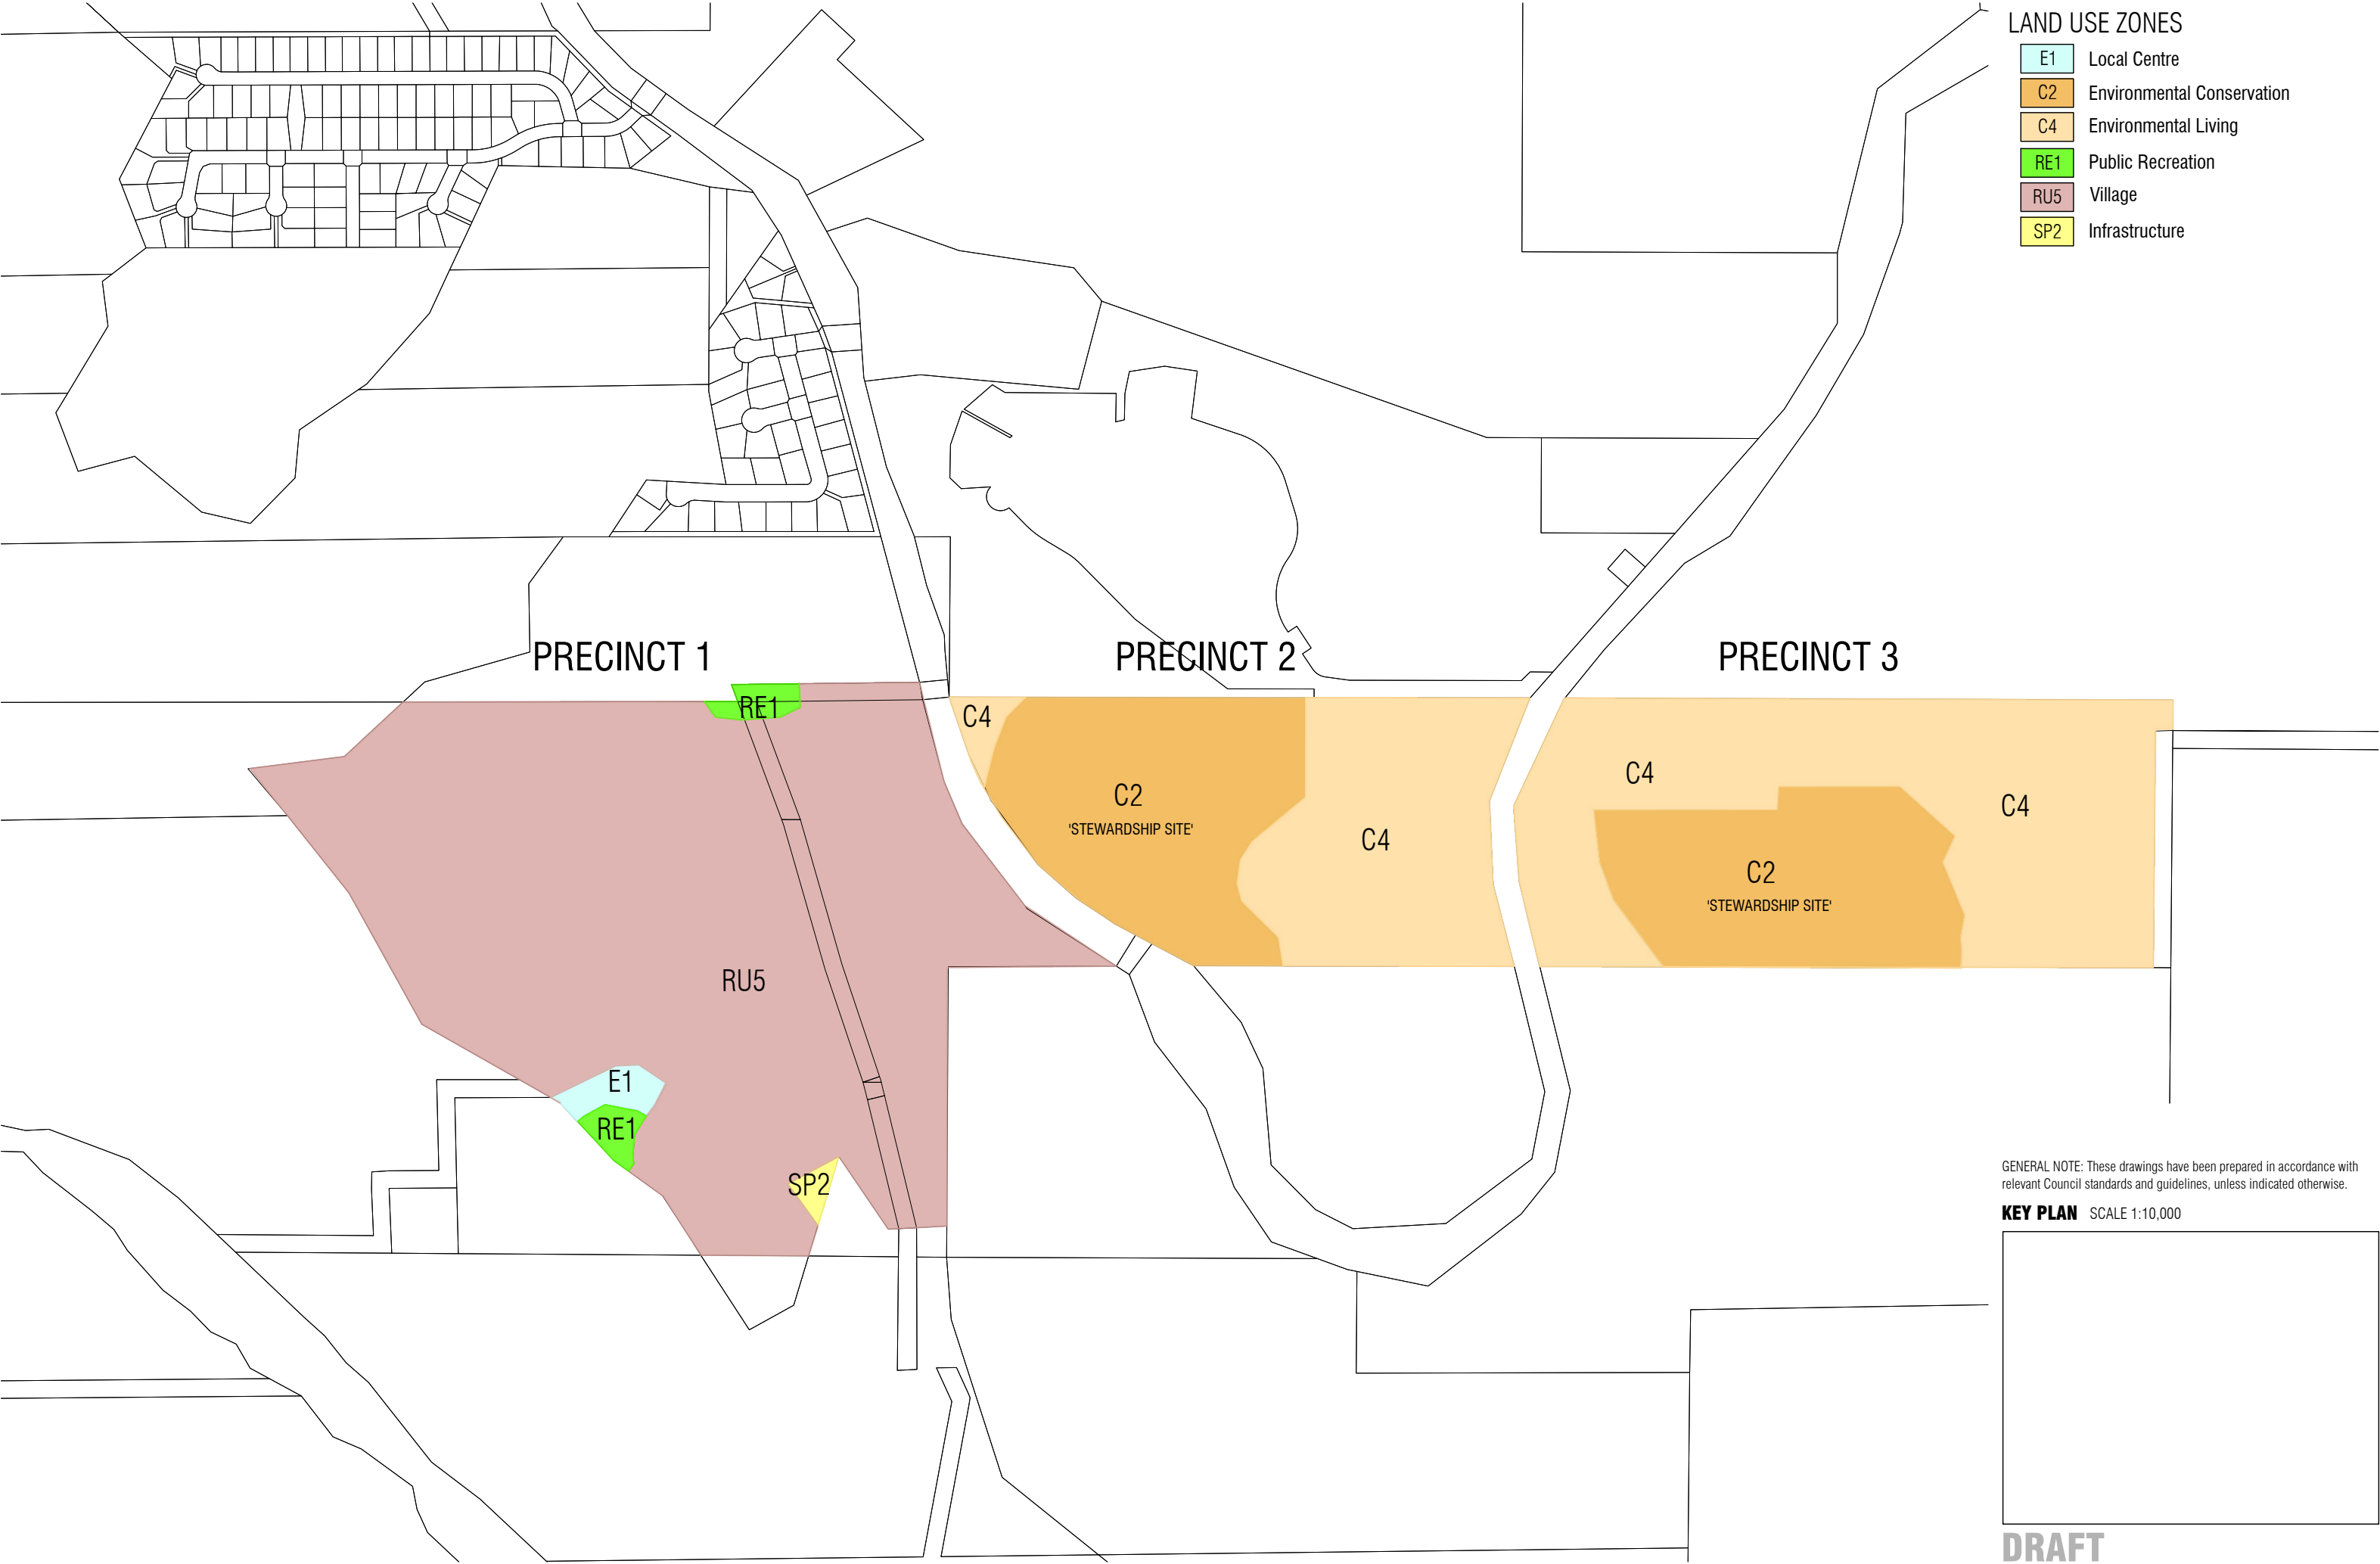 LAND USE ZONES
E1 Local Centre
C2 Environmental Conservation
C4 Environmental Living
RE1 Public Recreation
RU5 Village
SP2 Infrastructure
PRECINCT 1
PRECINCT 2
PRECINCT 3
RE1
C4
C2
'STEWARDSHIP SITE'
C4
C4
C2
'STEWARDSHIP SITE'
C4
RU5
E1
RE1
SP2
GENERAL NOTE: These drawings have been prepared in accordance with
relevant Council standards and guidelines, unless indicated otherwise.
KEY PLAN SCALE 1:10,000
DRAFT